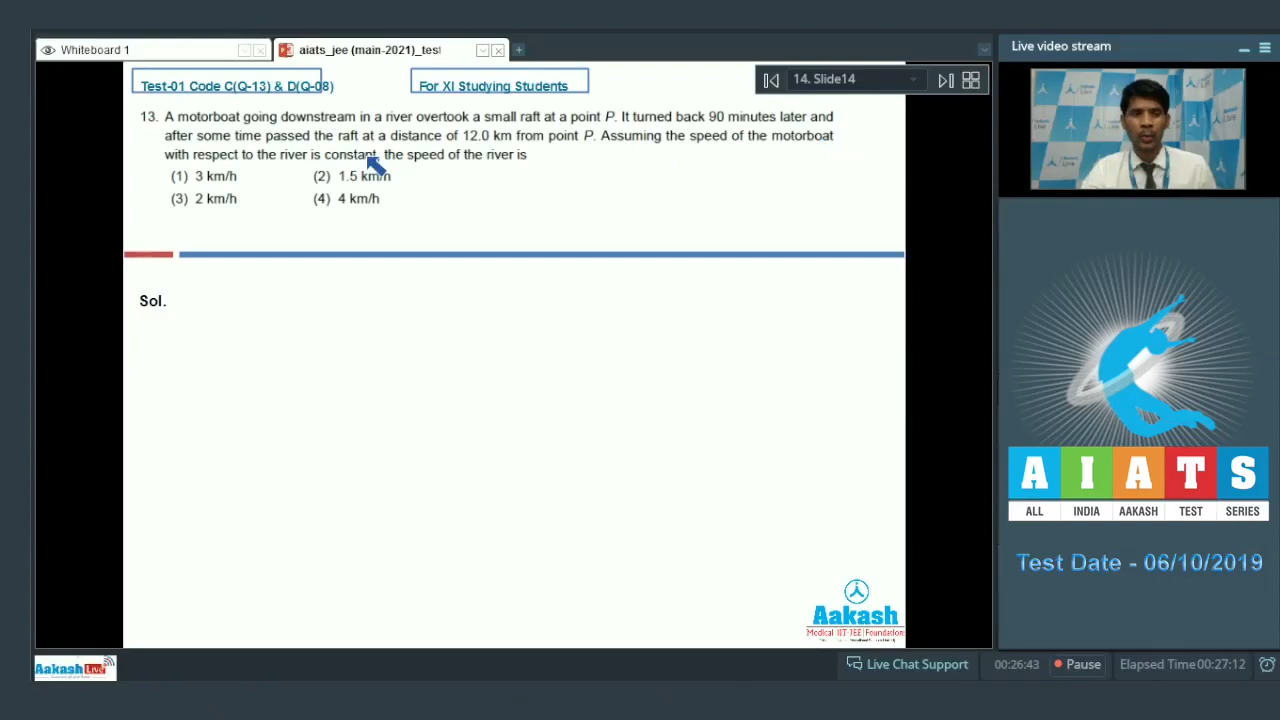 Whiteboard 1
aiats_jee (main-2021)_test
Live video stream
Test-01 Code C(Q-13) & D(Q-08)
For XI Studying Students
14. Slide14
13. A motorboat going downstream in a river overtook a small raft at a point P. It turned back 90 minutes later and
after some time passed the raft at a distance of 12.0 km from point P. Assuming the speed of the motorboat
with respect to the river is constant, the speed of the river is
(1) 3 km/h
(2) 1.5 km/h
(3) 2 km/h
(4) 4 km/h
Sol.
A I A T S
ALL INDIA AAKASH TEST SERIES
Test Date - 06/10/2019
Aakash
Medical IIT-JEE Foundations
Aakash Live
Live Chat Support
00:26:43
Pause
Elapsed Time 00:27:12